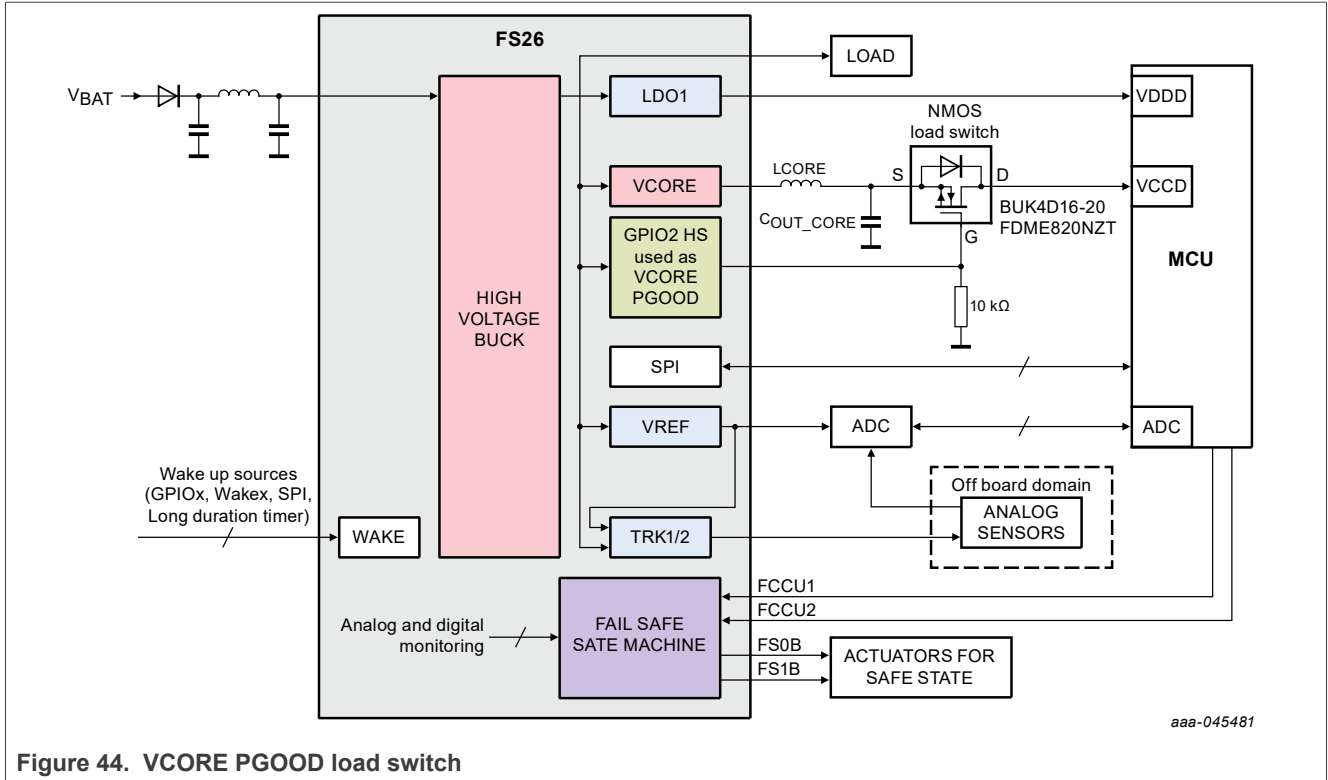 FS26
LOAD
VBAT
LDO1
VDDD
NMOS
load switch
LCORE
S
D
VCORE
VCCD
COUT_CORE
BUK4D16-20
FDME820NZT
G
GPIO2 HS
used as
VCORE
PGOOD
MCU
HIGH
VOLTAGE
BUCK
10 kΩ
SPI
VREF
ADC
ADC
Wake up sources
(GPIOx, Wakex, SPI,
Long duration timer)
Off board domain
ANALOG
SENSORS
WAKE
TRK1/2
FCCU1
FCCU2
Analog and digital
monitoring
FAIL SAFE
SATE MACHINE
FS0B
FS1B
ACTUATORS FOR
SAFE STATE
aaa-045481
Figure 44. VCORE PGOOD load switch